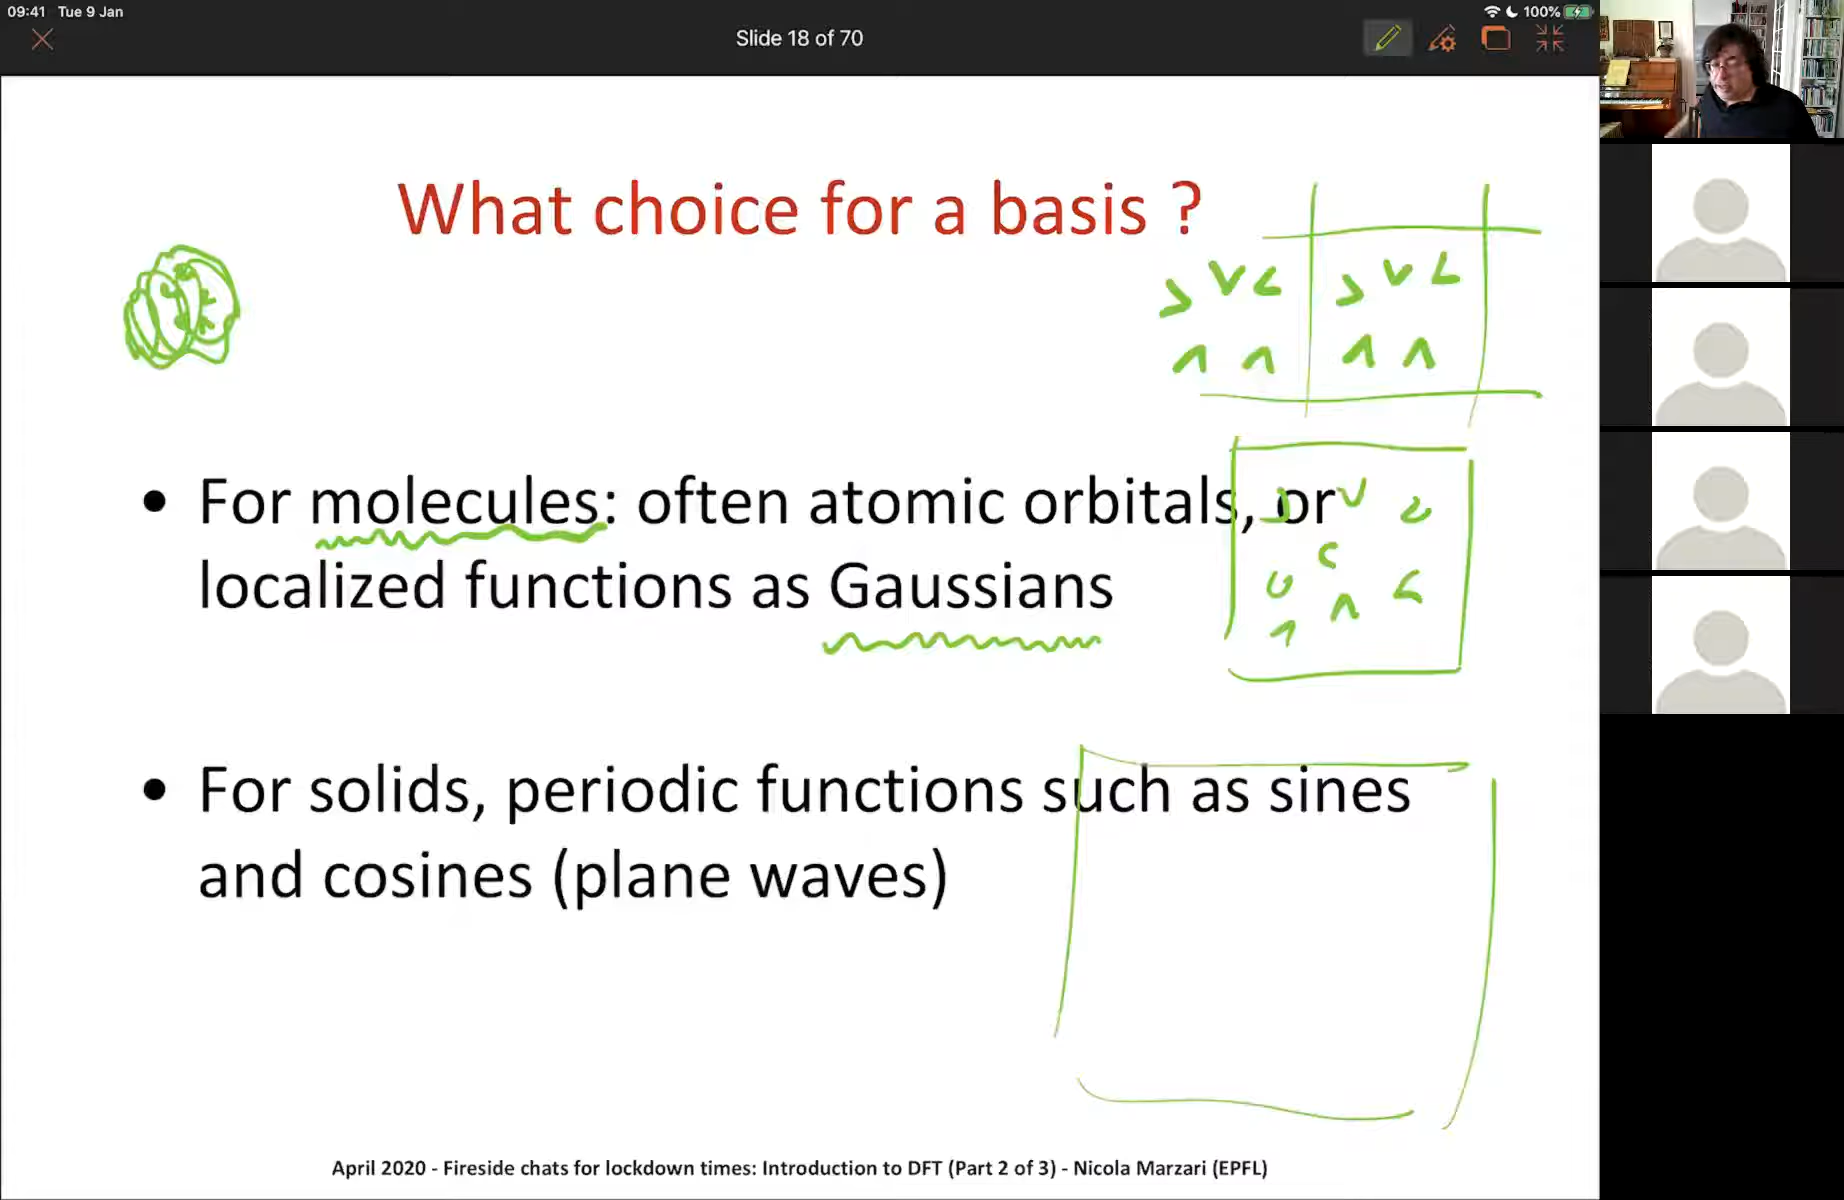 09:41 Tue 9 Jan
100%
Slide 18 of 70
What choice for a basis ?
• For molecules: often atomic orbitals, or
localized functions as Gaussians
• For solids, periodic functions such as sines
and cosines (plane waves)
April 2020 - Fireside chats for lockdown times: Introduction to DFT (Part 2 of 3) - Nicola Marzari (EPFL)